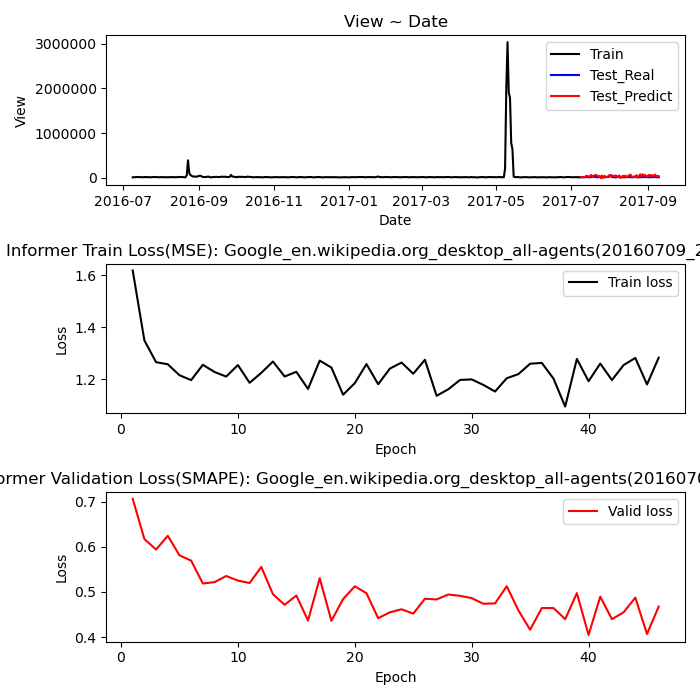 View ~ Date
3000000
2000000
1000000
0
View
Train
Test_Real
Test_Predict
2016-07 2016-09 2016-11 2017-01 2017-03 2017-05 2017-07 2017-09
Date
Informer Train Loss(MSE): Google_en.wikipedia.org_desktop_all-agents(20160709_2
1.6
1.4
1.2
Loss
Train loss
0 10 20 30 40
Epoch
ormer Validation Loss(SMAPE): Google_en.wikipedia.org_desktop_all-agents(2016070
0.7
0.6
0.5
0.4
Loss
Valid loss
0 10 20 30 40
Epoch